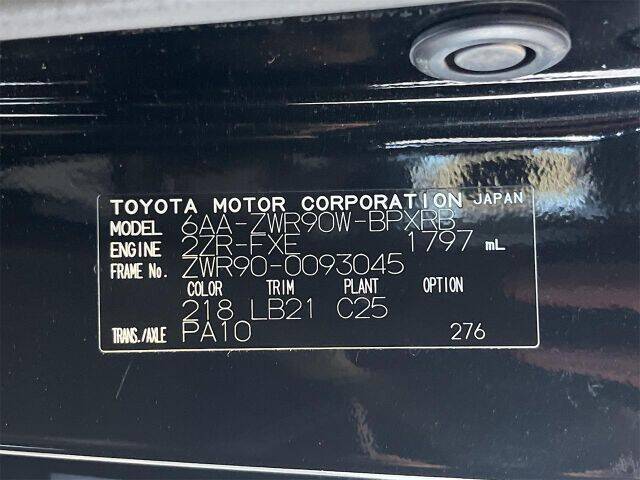 TOYOTA MOTOR CORPORATION JAPAN
MODEL 6AA-ZWR90W-BPXRB
ENGINE 2ZR-FXE 1797 mL
FRAME No. ZWR90-0093045
COLOR TRIM PLANT OPTION
218 LB21 C25
TRANS./AXLE PA10 276